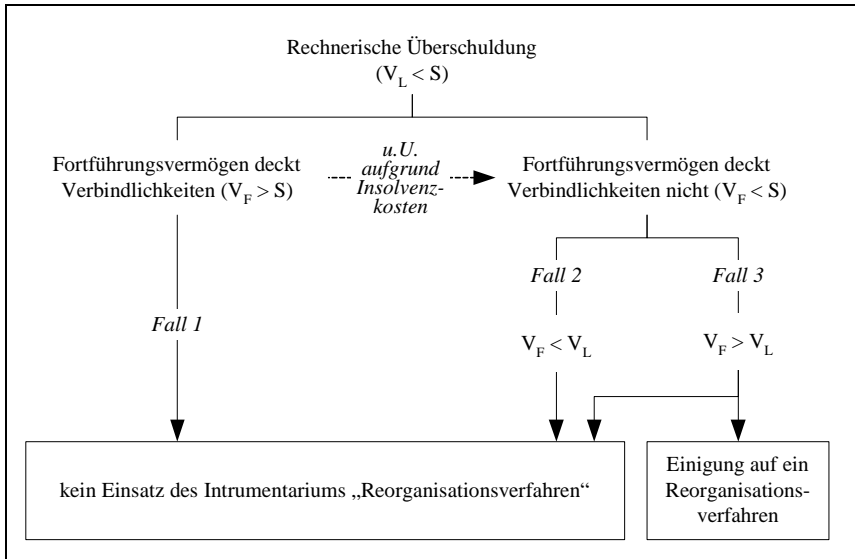 Rechnerische Überschuldung
(V_L < S)
Fortführungsvermögen deckt
Verbindlichkeiten (V_F > S)
u.U.
aufgrund
Insolvenz-
kosten
Fortführungsvermögen deckt
Verbindlichkeiten nicht (V_F < S)
Fall 1
Fall 2
Fall 3
V_F < V_L
V_F > V_L
kein Einsatz des Intrumentariums „Reorganisationsverfahren“
Einigung auf ein
Reorganisations-
verfahren